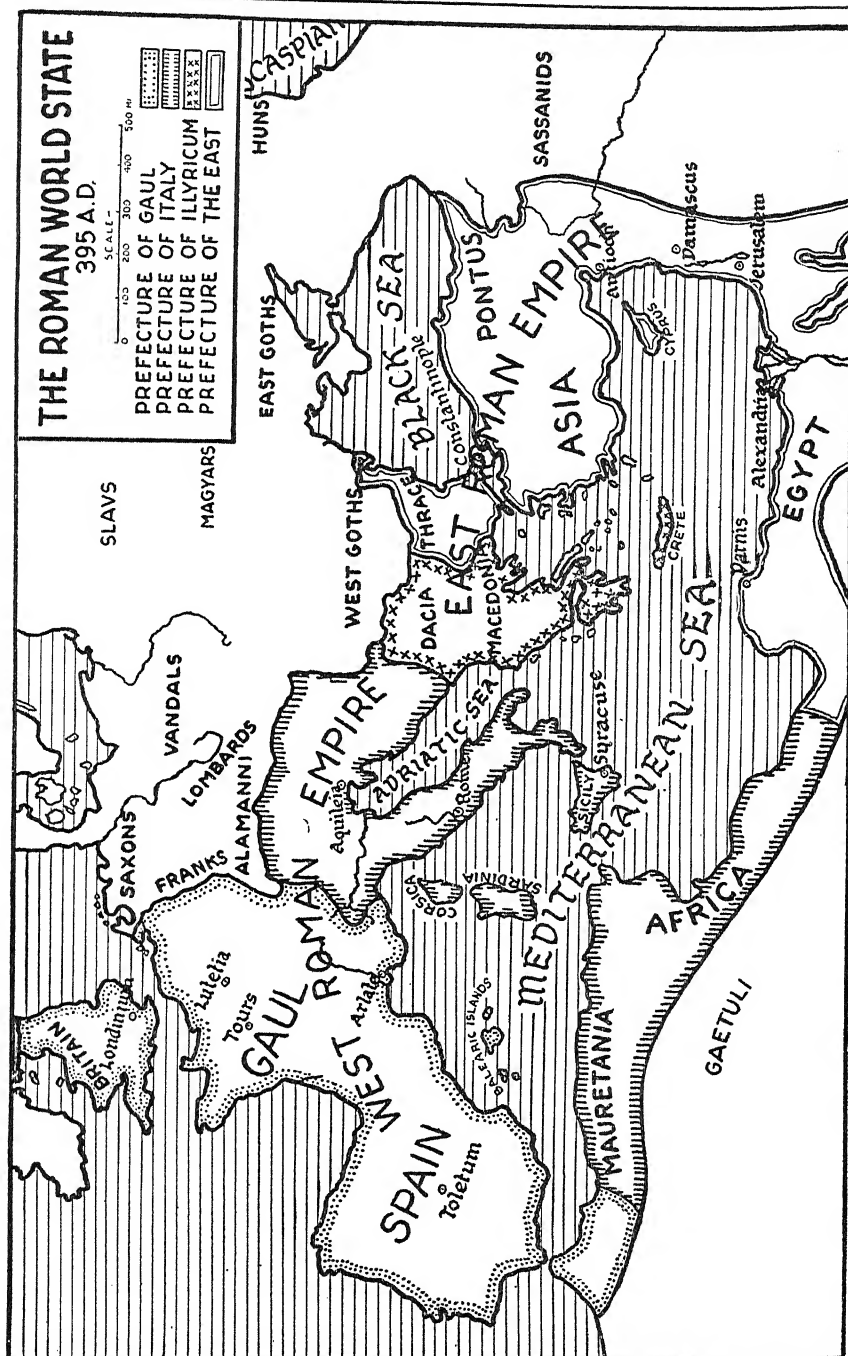 THE ROMAN WORLD STATE
395 A.D.
SCALE
0 100 200 300 400 500 MI
PREFECTURE OF GAUL
PREFECTURE OF ITALY
PREFECTURE OF ILLYRICUM
PREFECTURE OF THE EAST
BRITAIN
Londinium
SAXONS
SLAVS
VANDALS
LOMBARDS
MAGYARS
FRANKS
ALAMANNI
EAST GOTHS
WEST GOTHS
HUNS
CASPIAN
Tours
GAUL
WEST ROMAN EMPIRE
Aquileia
DACIA
THRACE
BLACK SEA
Constantinople
EAST ROMAN EMPIRE
MACEDONIA
PONTUS
ASIA
SASSANIDS
SPAIN
Toletum
BALEARIC ISLANDS
CORSICA
SARDINIA
Rome
ADRIATIC SEA
SICILY
Syracuse
MEDITERRANEAN SEA
CRETE
CYPRUS
Antioch
Damascus
Jerusalem
MAURETANIA
AFRICA
GAETULI
Alexandria
EGYPT